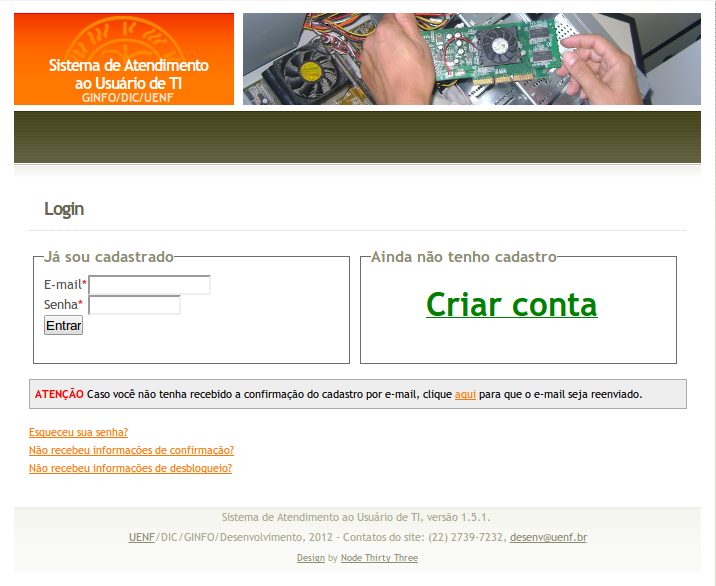 Sistema de Atendimento
ao Usuário de TI
GINFO/DIC/UENF
Login
Já sou cadastrado
E-mail*
Senha*
Entrar
Ainda não tenho cadastro
Criar conta
ATENÇÃO Caso você não tenha recebido a confirmação do cadastro por e-mail, clique aqui para que o e-mail seja reenviado.
Esqueceu sua senha?
Não recebeu informações de confirmação?
Não recebeu informações de desbloqueio?
Sistema de Atendimento ao Usuário de TI, versão 1.5.1.
UENF/DIC/GINFO/Desenvolvimento, 2012 - Contatos do site: (22) 2739-7232, desenv@uenf.br
Design by Node Thirty Three